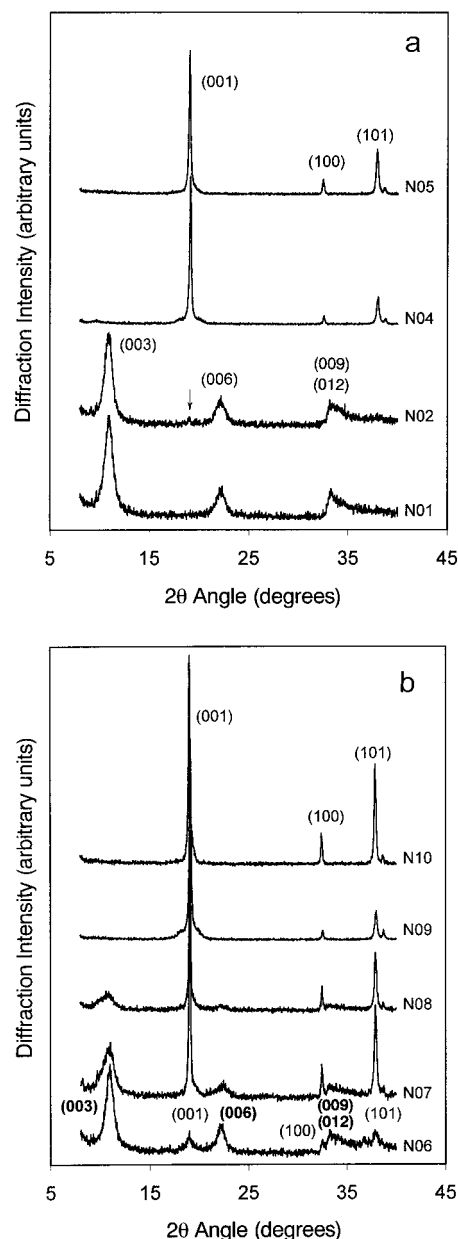 a
(001)
(100)
(101)
N05
N04
(003)
(006)
(009)
(012)
N02
N01
Diffraction Intensity (arbitrary units)
5
15
25
35
45
2θ Angle (degrees)
b
(001)
(100)
(101)
N10
N09
N08
N07
(003)
(001)
(006)
(100)
(009)
(012)
(101)
N06
Diffraction Intensity (arbitrary units)
5
15
25
35
45
2θ Angle (degrees)